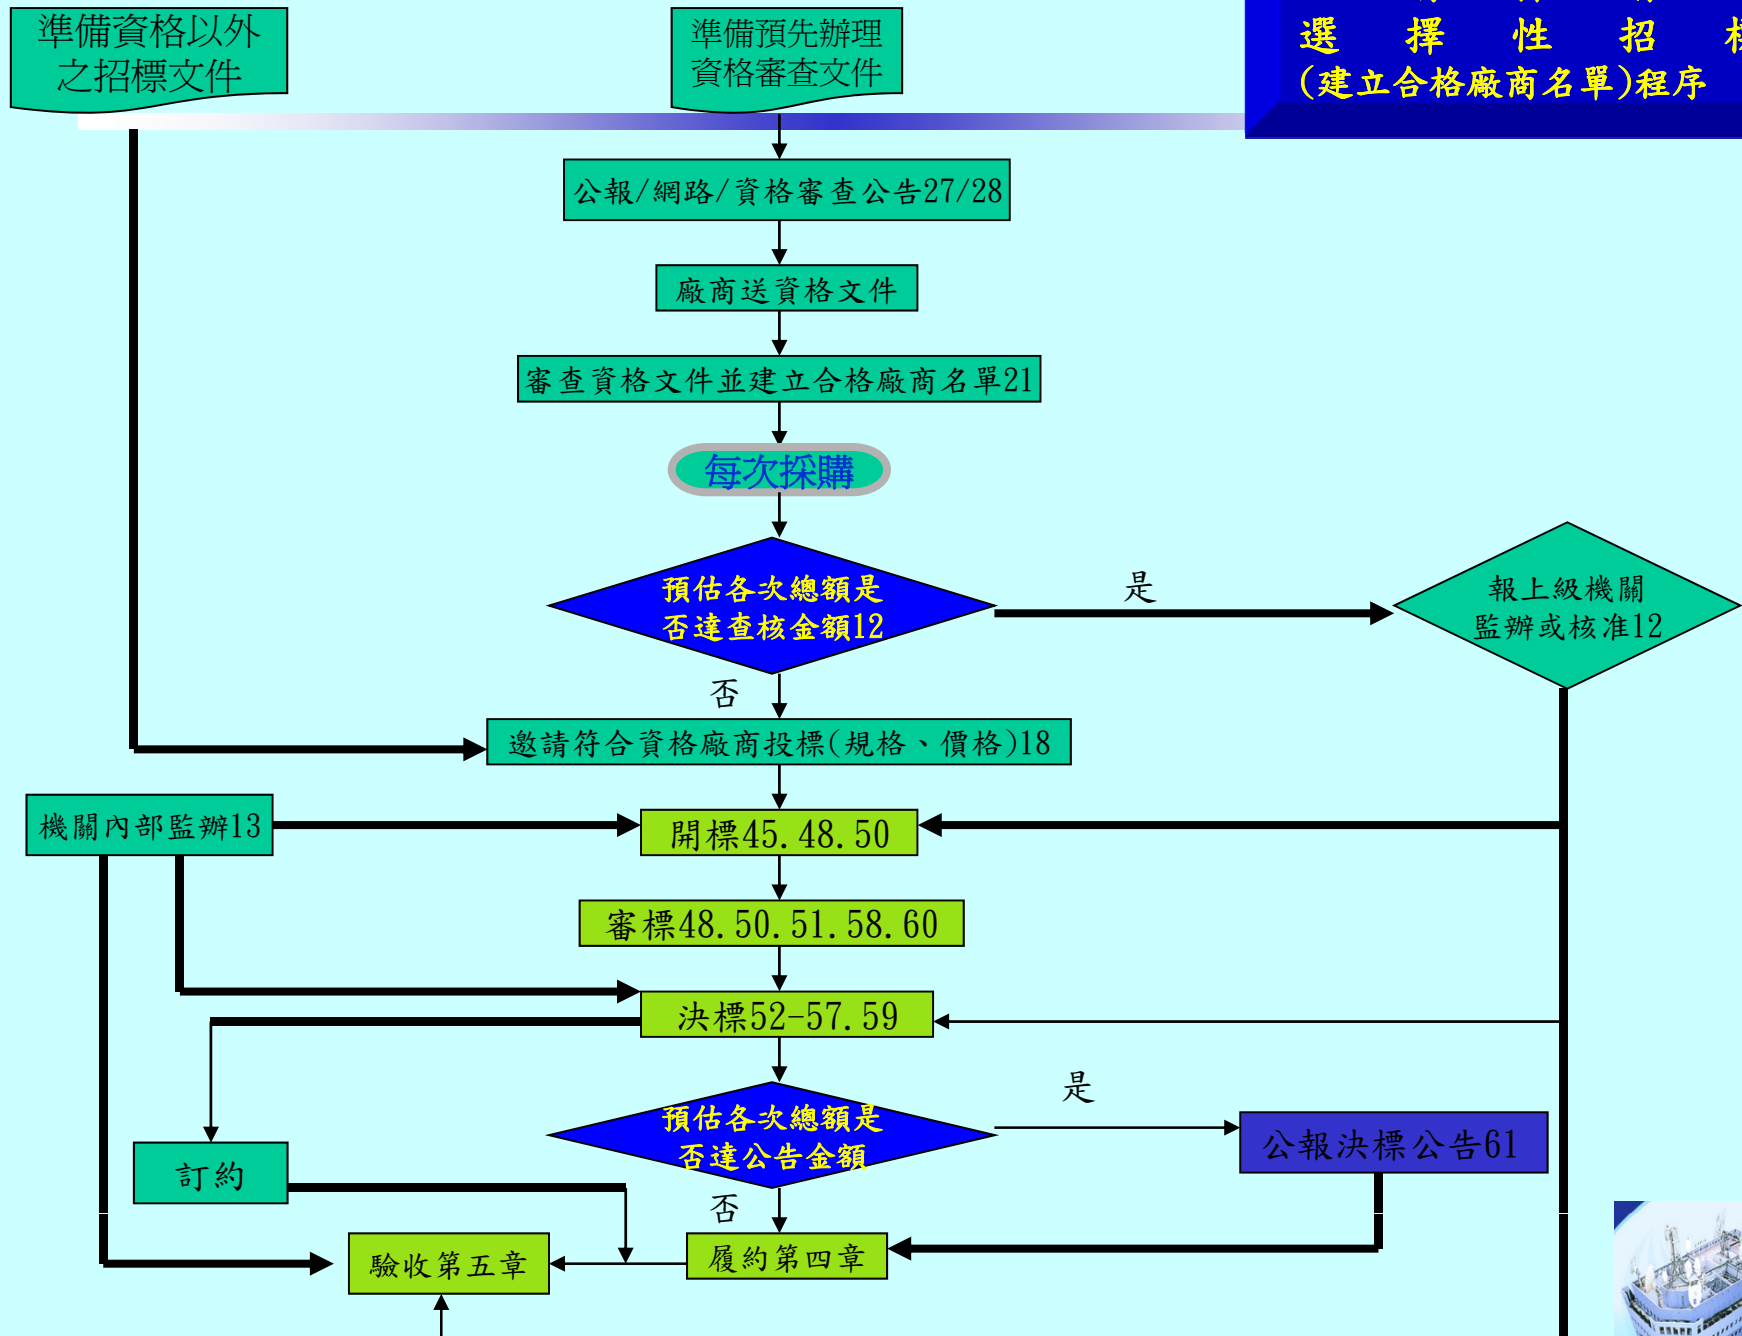 準備資格以外
之招標文件
準備預先辦理
資格審查文件
選擇性招
(建立合格廠商名單)程序
公報/網路/資格審查公告27/28
廠商送資格文件
審查資格文件並建立合格廠商名單21
每次採購
預估各次總額是
否達查核金額12
是
報上級機關
監辦或核准12
否
邀請符合資格廠商投標(規格、價格)18
機關內部監辦13
開標45.48.50
審標48.50.51.58.60
決標52-57.59
預估各次總額是
否達公告金額
是
公報決標公告61
訂約
否
驗收第五章
履約第四章